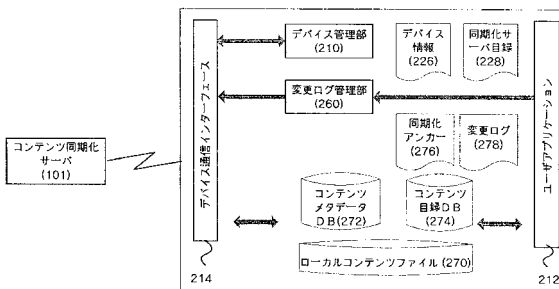 コンテンツ同期化
サーバ
(101)
デバイス通信インターフェース
214
デバイス管理部
(210)
変更ログ管理部
(260)
デバイス
情報
(226)
同期化サー
バ目録
(228)
同期化
アンカー
(276)
変更ログ
(278)
コンテンツ
メタデータ
DB(272)
コンテンツ
目録DB
(274)
ローカルコンテンツファイル(270)
ユーザアプリケーション
212